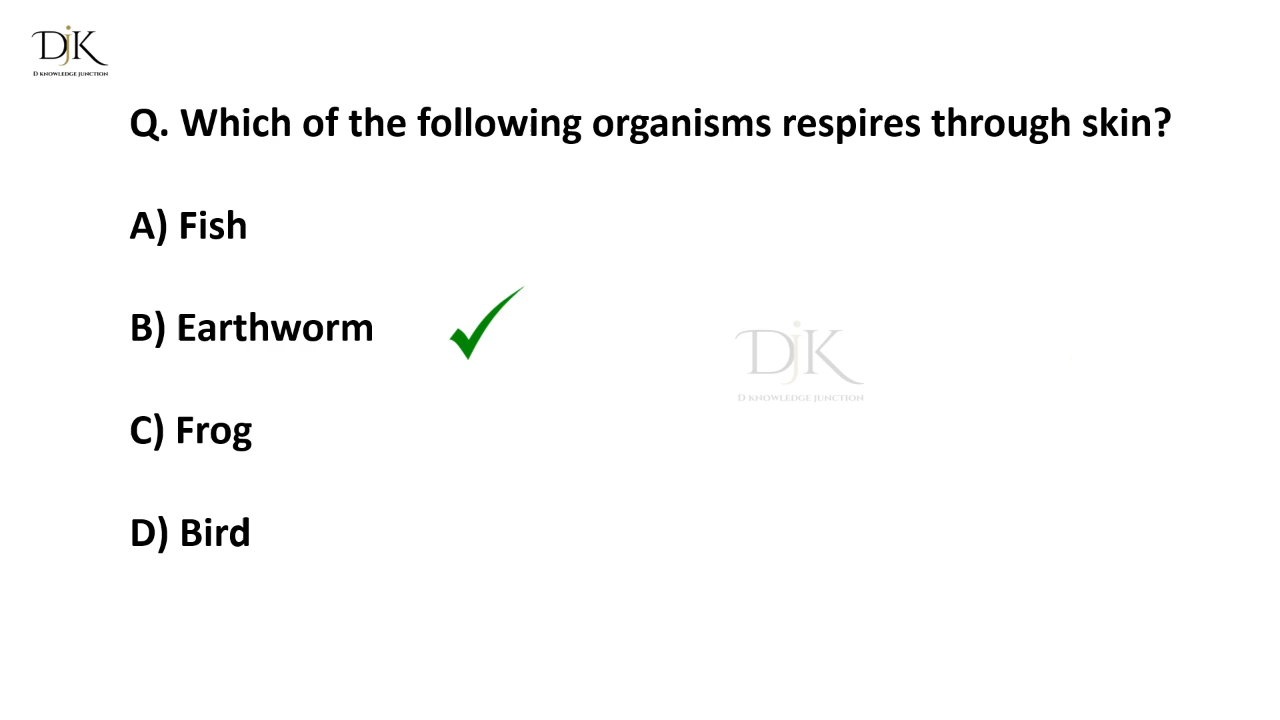 DjK
D KNOWLEDGE JUNCTION
Q. Which of the following organisms respires through skin?
A) Fish
B) Earthworm
DjK
D KNOWLEDGE JUNCTION
C) Frog
D) Bird